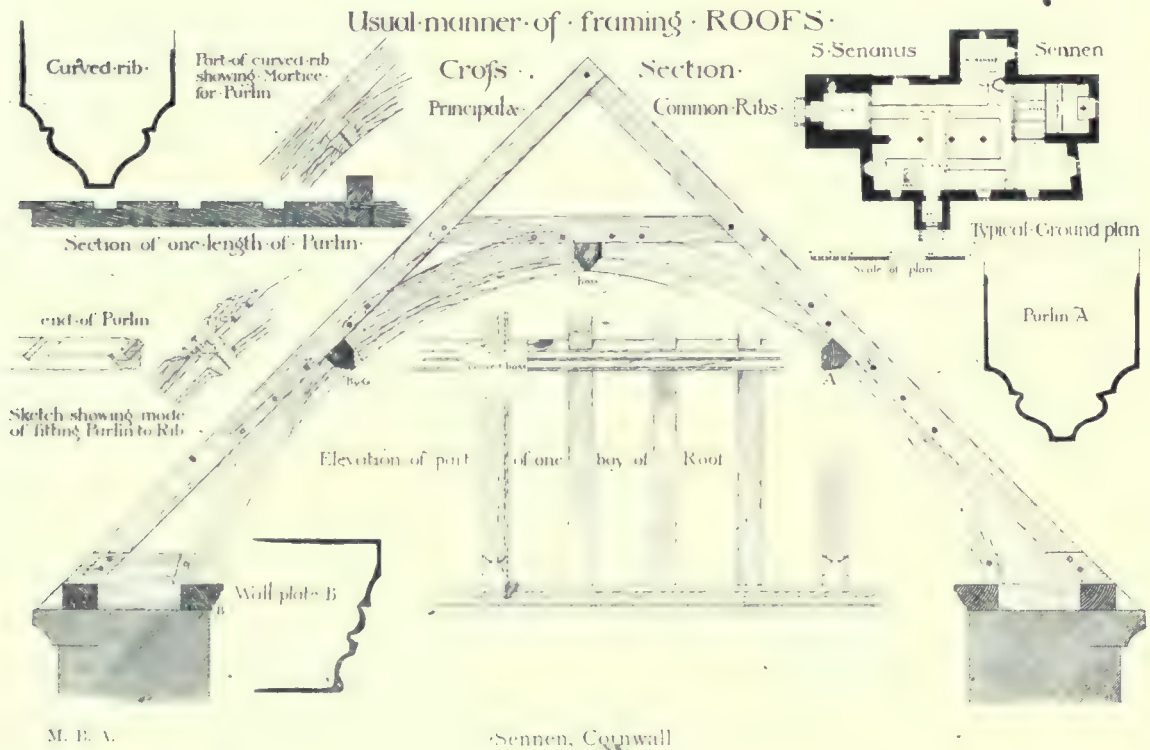 Usual·manner·of·framing·ROOFS·
Curved·rib·
Part·of·curved·rib
showing·Mortice·
for·Purlin
Croſs·
Section·
Principals·
Common·Ribs·
S·Senanus
Sennen
Section·of·one·length·of·Purlin·
Typical·Ground plan
Scale of plan
Purlin A
end·of·Purlin
Boss
Boss
A
Sketch showing mode
of fitting Purlin to Rib
Elevation of part of one bay of Roof
Wall plate B
B
M. B. A.
·Sennen, Cornwall